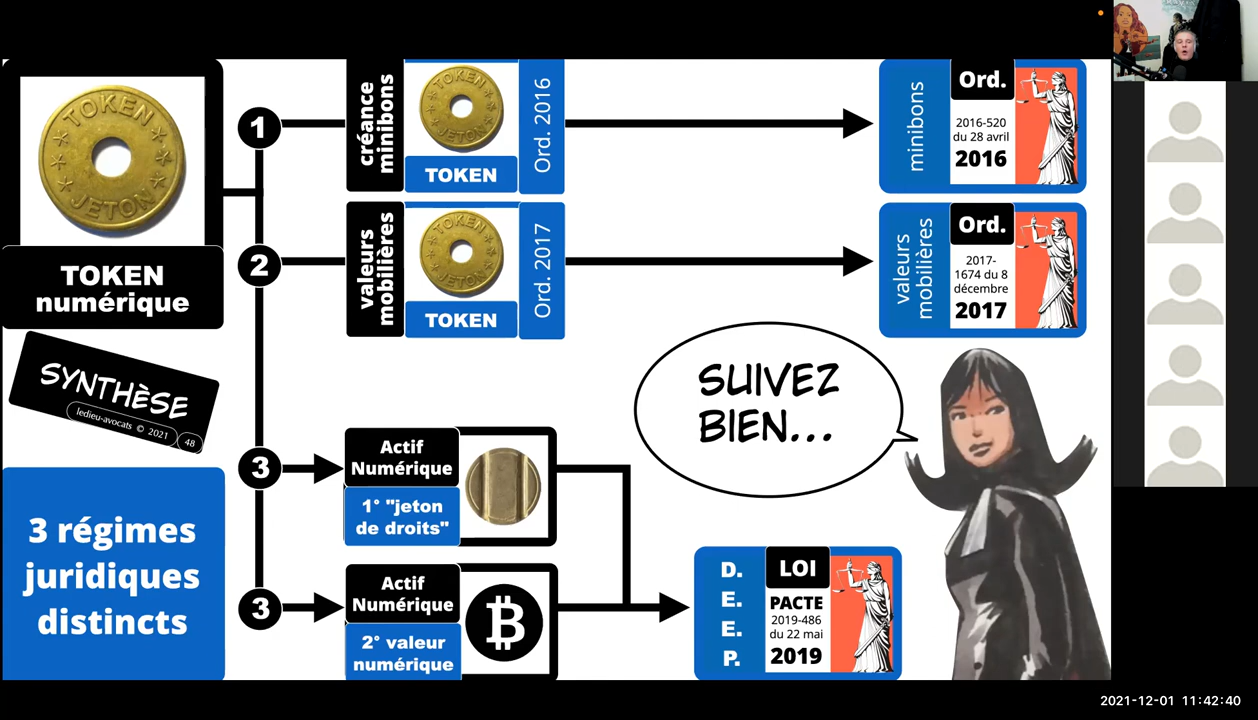 TOKEN
JETON
TOKEN
numérique
SYNTHÈSE
ledieu-avocats © 2021
48
3 régimes
juridiques
distincts
1
créance
minibons
TOKEN
JETON
TOKEN
Ord. 2016
minibons
Ord.
2016-520
du 28 avril
2016
2
valeurs
mobilières
TOKEN
JETON
TOKEN
Ord. 2017
valeurs
mobilières
Ord.
2017-
1674 du 8
décembre
2017
SUIVEZ
BIEN...
3
Actif
Numérique
1° "jeton
de droits"
3
Actif
Numérique
2° valeur
numérique
D.
E.
E.
P.
LOI
PACTE
2019-486
du 22 mai
2019
2021-12-01 11:42:40